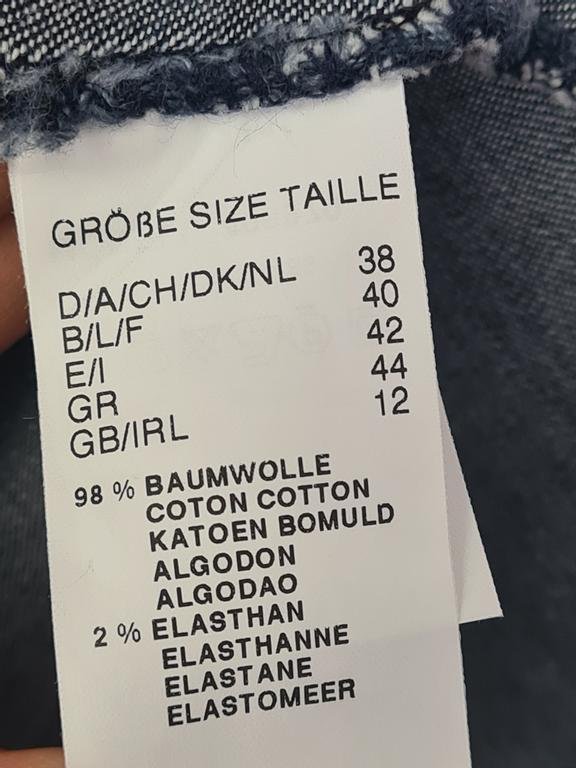 GRÖßE SIZE TAILLE
D/A/CH/DK/NL 38
B/L/F 40
E/I 42
GR 44
GB/IRL 12
98 % BAUMWOLLE
COTON COTTON
KATOEN BOMULD
ALGODON
ALGODAO
2 % ELASTHAN
ELASTHANNE
ELASTANE
ELASTOMEER